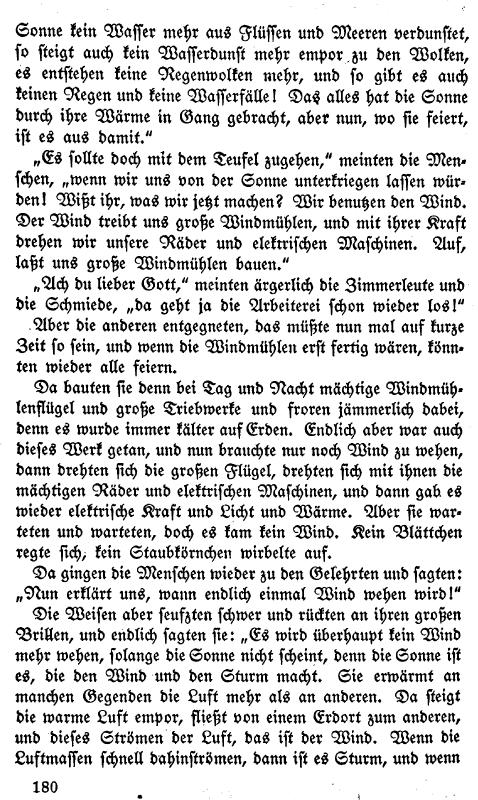 Sonne kein Wasser mehr aus Flüssen und Meeren verdunstet,
so steigt auch kein Wasserdunst mehr empor zu den Wolken,
es entstehen keine Regenwolken mehr, und so gibt es auch
keinen Regen und keine Wasserfälle! Das alles hat die Sonne
durch ihre Wärme in Gang gebracht, aber nun, wo sie feiert,
ist es aus damit.“
„Es sollte doch mit dem Teufel zugehen,“ meinten die Men-
schen, „wenn wir uns von der Sonne unterkriegen lassen wür-
den! Wißt ihr, was wir jetzt machen? Wir benutzen den Wind.
Der Wind treibt uns große Windmühlen, und mit ihrer Kraft
drehen wir unsere Räder und elektrischen Maschinen. Auf,
laßt uns große Windmühlen bauen.“
„Ach du lieber Gott,“ meinten ärgerlich die Zimmerleute und
die Schmiede, „da geht ja die Arbeiterei schon wieder los!“
Aber die anderen entgegneten, das müßte nun mal auf kurze
Zeit so sein, und wenn die Windmühlen erst fertig wären, könn-
ten wieder alle feiern.
Da bauten sie denn bei Tag und Nacht mächtige Windmüh-
lenflügel und große Triebwerke und froren jämmerlich dabei,
denn es wurde immer kälter auf Erden. Endlich aber war auch
dieses Werk getan, und nun brauchte nur noch Wind zu wehen,
dann drehten sich die großen Flügel, drehten sich mit ihnen die
mächtigen Räder und elektrischen Maschinen, und dann gab es
wieder elektrische Kraft und Licht und Wärme. Aber sie war-
teten und warteten, doch es kam kein Wind. Kein Blättchen
regte sich, kein Staubkörnchen wirbelte auf.
Da gingen die Menschen wieder zu den Gelehrten und sagten:
„Nun erklärt uns, wann endlich einmal Wind wehen wird!“
Die Weisen aber seufzten schwer und rückten an ihren großen
Brillen, und endlich sagten sie: „Es wird überhaupt kein Wind
mehr wehen, solange die Sonne nicht scheint, denn die Sonne ist
es, die den Wind und den Sturm macht. Sie erwärmt an
manchen Gegenden die Luft mehr als an anderen. Da steigt
die warme Luft empor, fließt von einem Erdort zum anderen,
und dieses Strömen der Luft, das ist der Wind. Wenn die
Luftmassen schnell dahinströmen, dann ist es Sturm, und wenn
180